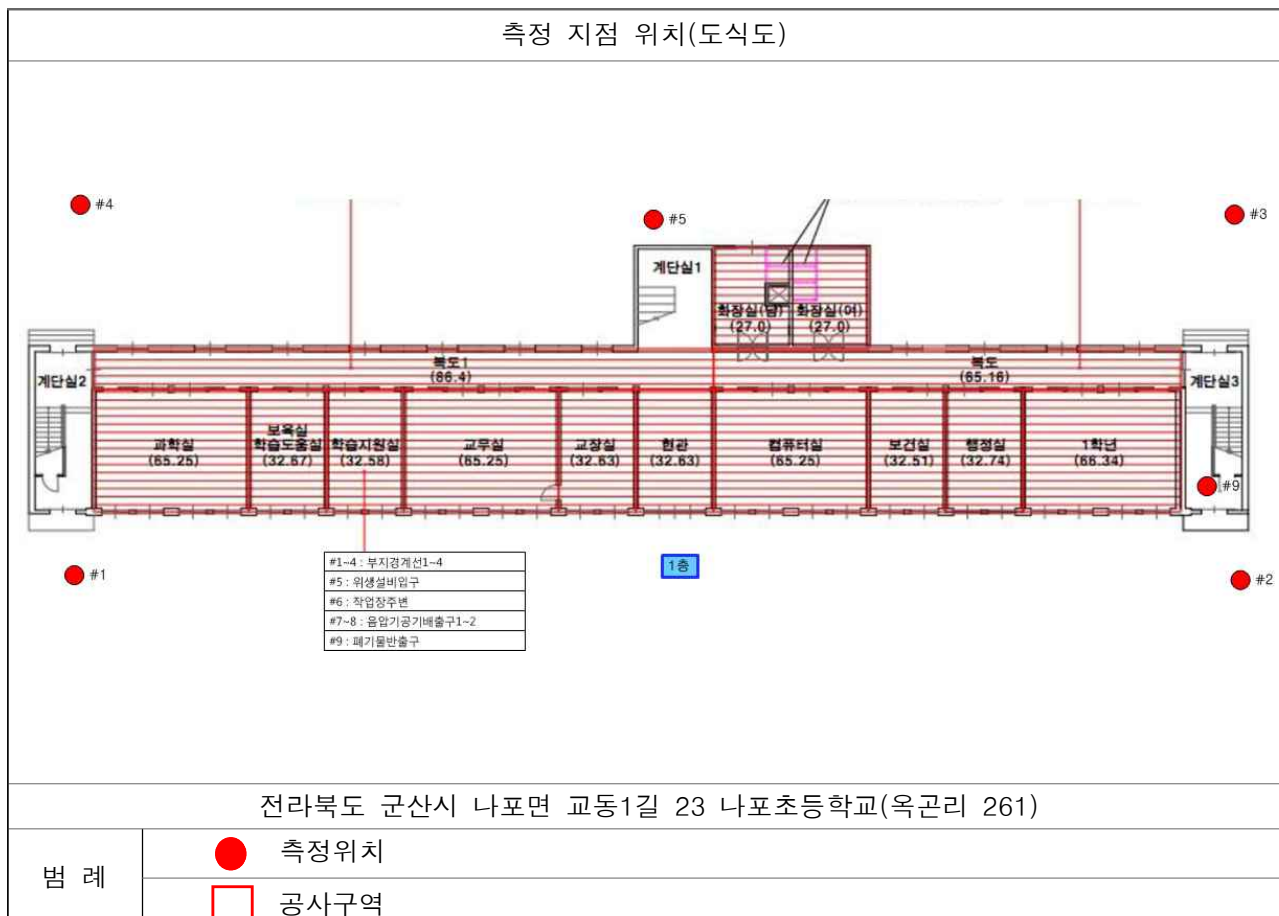 측정 지점 위치(도식도)
#4
#5
#3
계단실1
화장실(남)
(27.0)
화장실(여)
(27.0)
계단실2
복도1
(86.4)
복도
(65.16)
계단실3
과학실
(65.25)
보육실
학습도움실
(32.67)
학습지원실
(32.58)
교무실
(65.25)
교장실
(32.63)
현관
(32.63)
컴퓨터실
(65.25)
보건실
(32.51)
행정실
(32.74)
1학년
(66.34)
#9
#1
#1~4 : 부지경계선1~4
#5 : 위생설비입구
#6 : 작업장주변
#7~8 : 음압기공기배출구1~2
#9 : 폐기물반출구
1층
#2
전라북도 군산시 나포면 교동1길 23 나포초등학교(옥곤리 261)
범 례
측정위치
공사구역